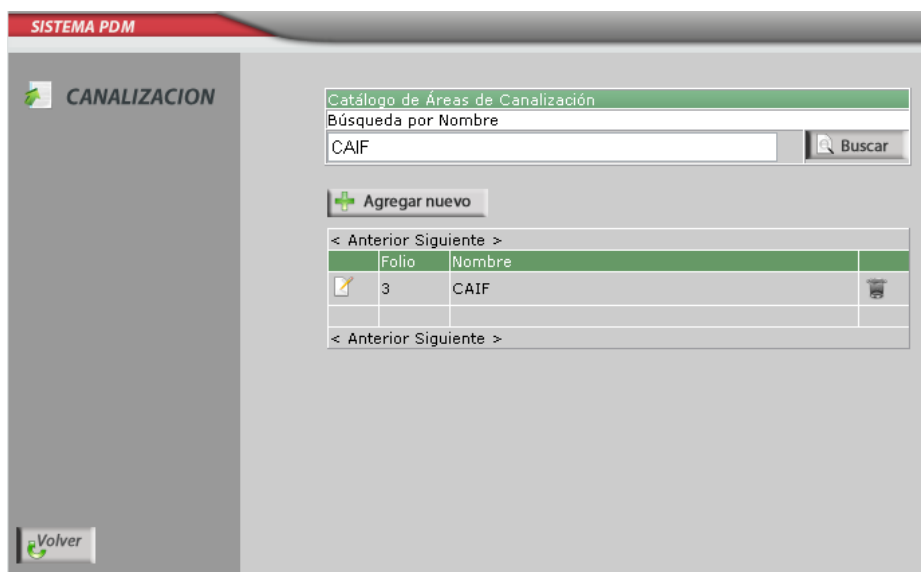 SISTEMA PDM
CANALIZACION
Catálogo de Áreas de Canalización
Búsqueda por Nombre
CAIF
Buscar
Agregar nuevo
< Anterior Siguiente >
Folio Nombre
3 CAIF
< Anterior Siguiente >
Volver